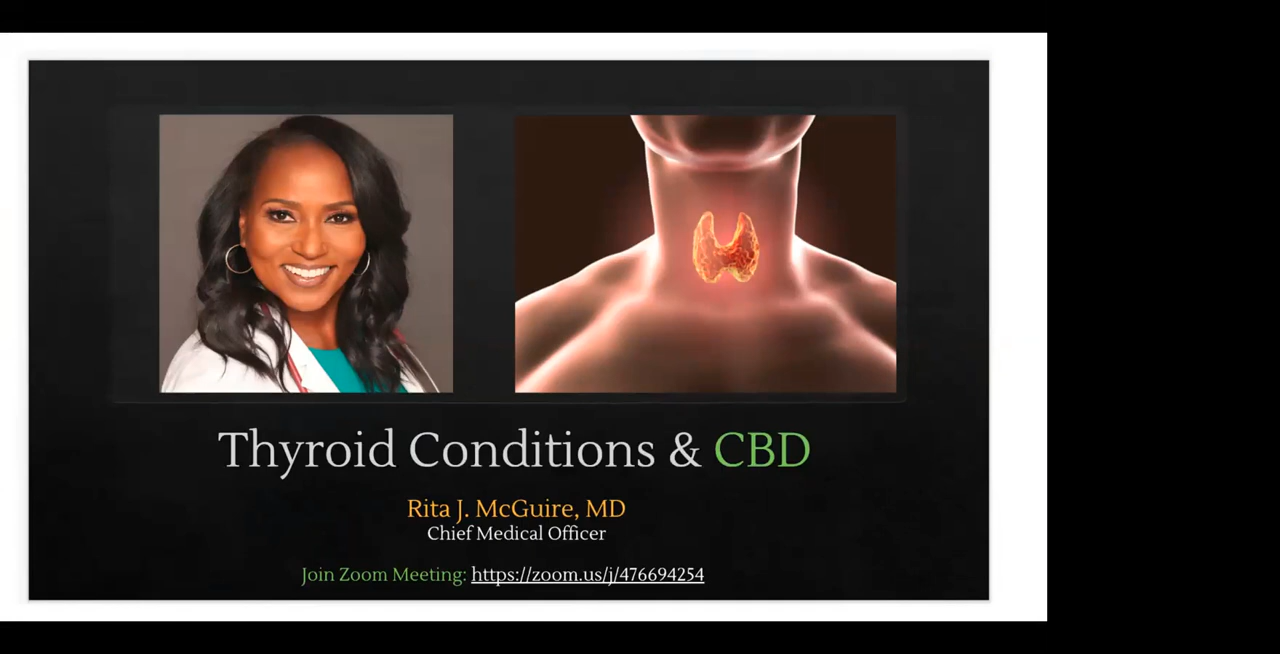 Thyroid Conditions & CBD
Rita J. McGuire, MD
Chief Medical Officer
Join Zoom Meeting: https://zoom.us/j/476694254